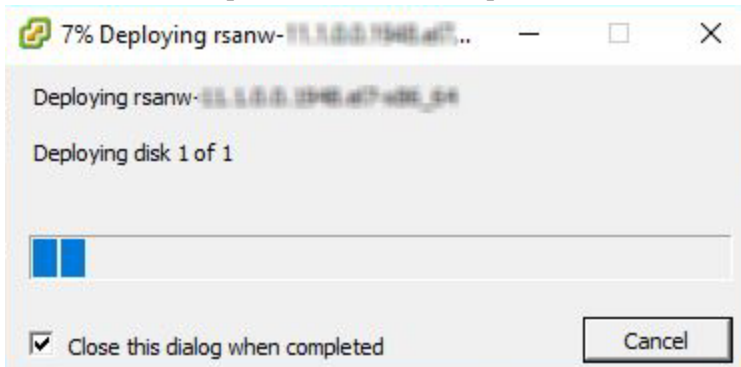 7% Deploying rsanw-
Deploying rsanw-
Deploying disk 1 of 1
Close this dialog when completed
Cancel